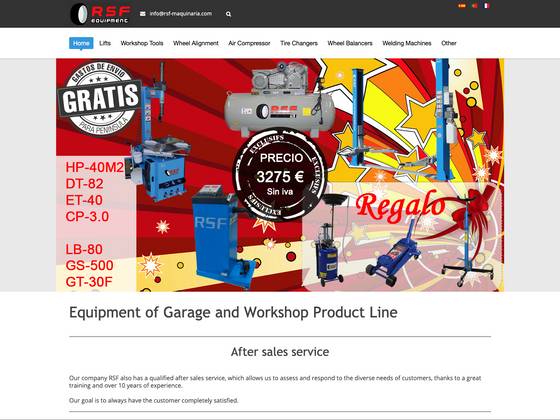 RSF
EQUIPMENT
info@rsf-maquinaria.com
Home Lifts Workshop Tools Wheel Alignment Air Compressor Tire Changers Wheel Balancers Welding Machines Other
GASTOS DE ENVIO
GRATIS
PARA PENINSULA
RSF
EXCLUSIFS
PRECIO
3275 €
Sin iva
EXCLUSIFS
HP-40M2
DT-82
ET-40
CP-3.0
LB-80
GS-500
GT-30F
RSF
Regalo
Equipment of Garage and Workshop Product Line
After sales service
Our company RSF also has a qualified after sales service, which allows us to assess and respond to the diverse needs of customers, thanks to a great
training and over 10 years of experience.
Our goal is to always have the customer completely satisfied.